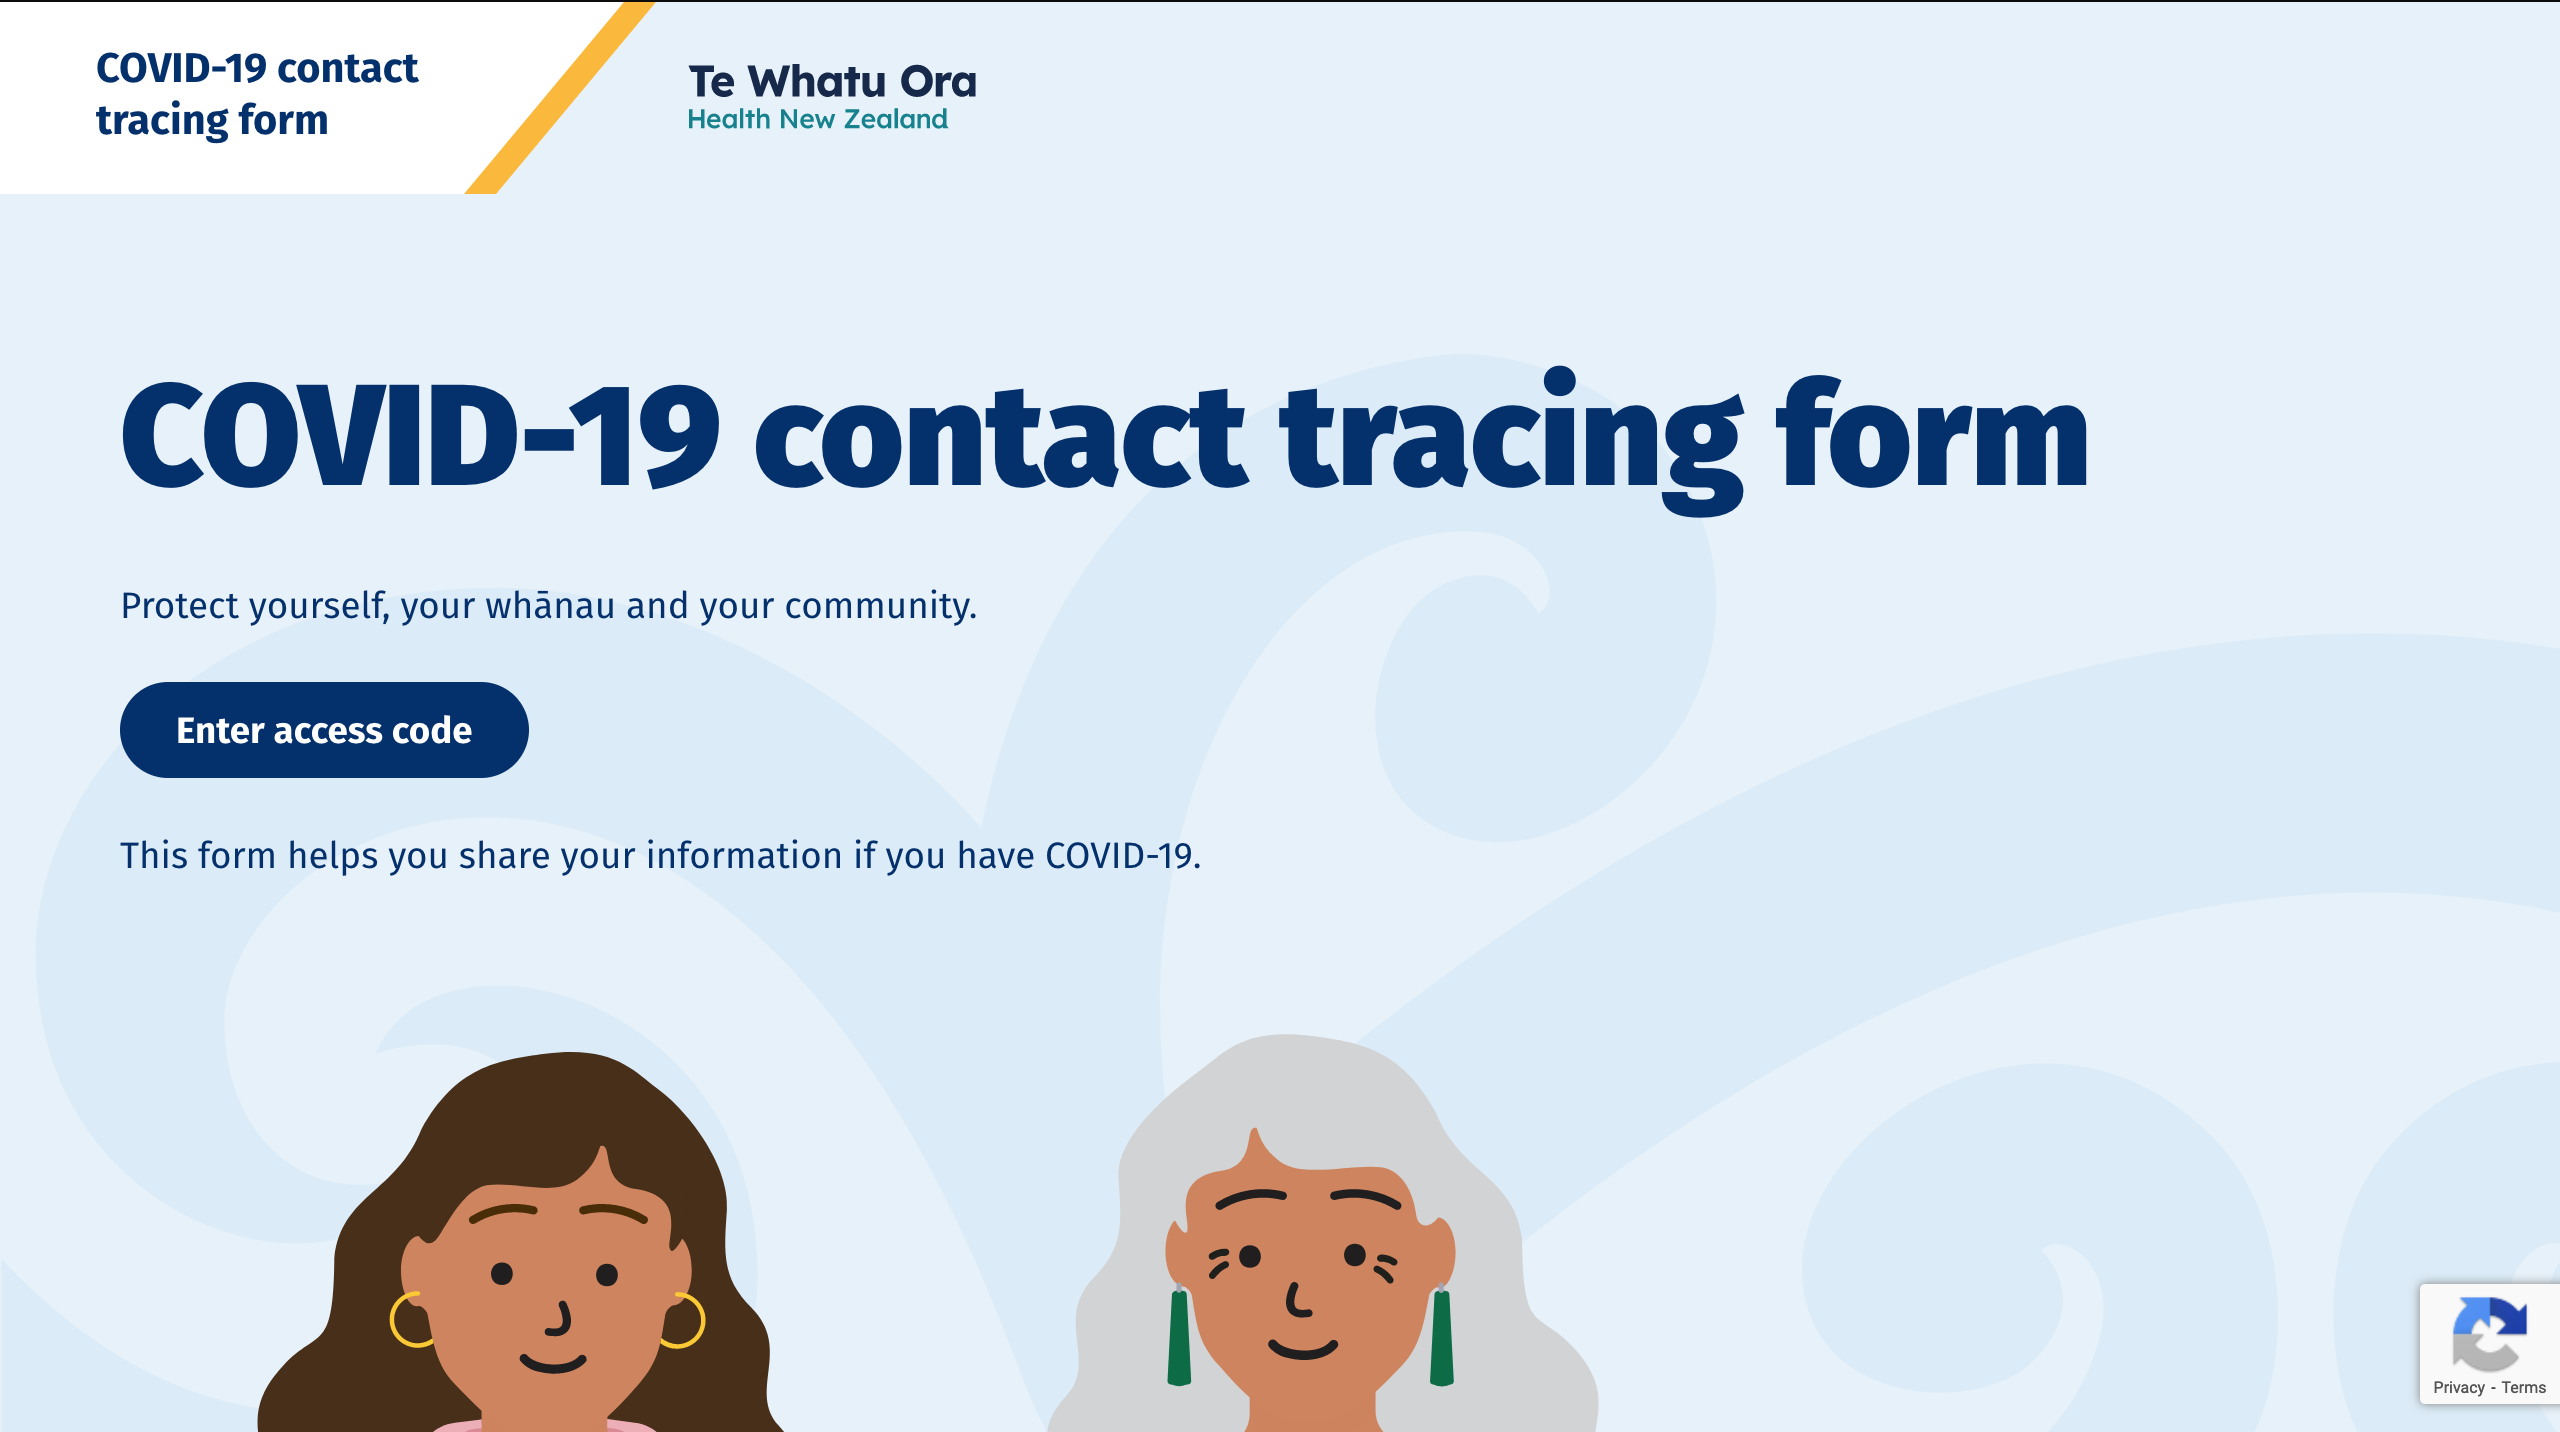 COVID-19 contact
tracing form
Te Whatu Ora
Health New Zealand
COVID-19 contact tracing form
Protect yourself, your whānau and your community.
Enter access code
This form helps you share your information if you have COVID-19.
Privacy - Terms